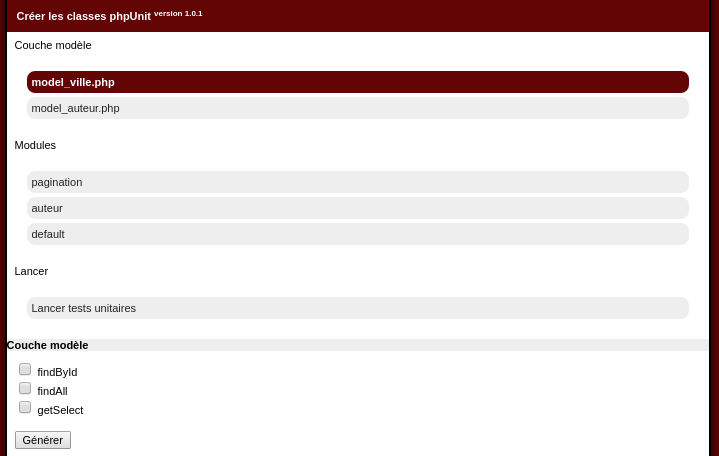 Créer les classes phpUnit version 1.0.1
Couche modèle
model_ville.php
model_auteur.php
Modules
pagination
auteur
default
Lancer
Lancer tests unitaires
Couche modèle
findById
findAll
getSelect
Générer